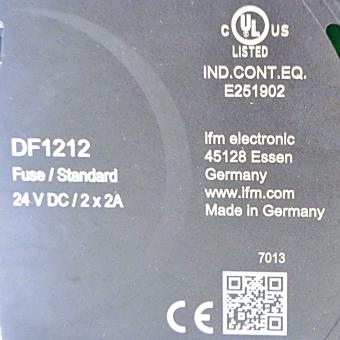 C UL US
LISTED
IND.CONT.EQ.
E251902
DF1212
Fuse / Standard
24 V DC / 2 x 2A
ifm electronic
45128 Essen
Germany
www.ifm.com
Made in Germany
7013
CE